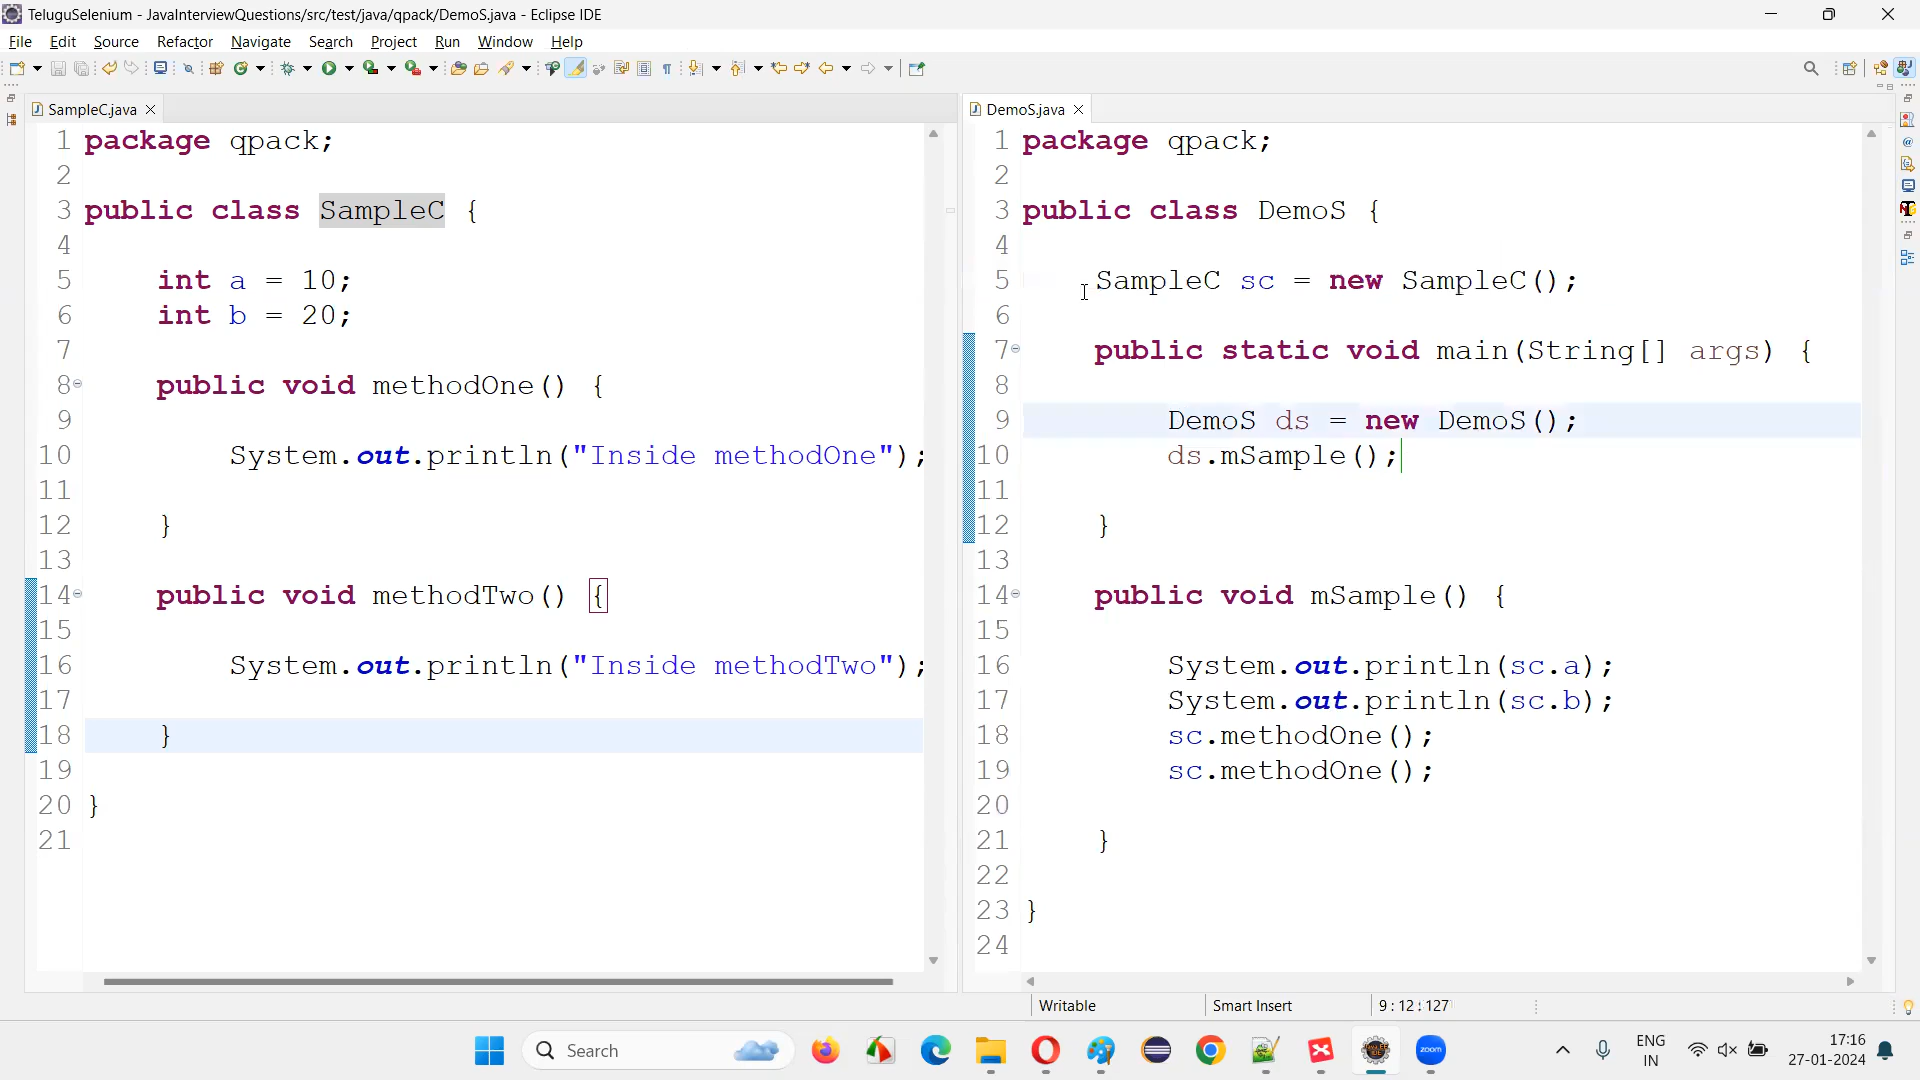 TeluguSelenium - JavaInterviewQuestions/src/test/java/qpack/DemoS.java - Eclipse IDE
File Edit Source Refactor Navigate Search Project Run Window Help
SampleC.java
1 package qpack;
2
3 public class SampleC {
4
5 int a = 10;
6 int b = 20;
7
8 public void methodOne() {
9
10 System.out.println("Inside methodOne");
11
12 }
13
14 public void methodTwo() {
15
16 System.out.println("Inside methodTwo");
17
18 }
19
20 }
21
DemoS.java
1 package qpack;
2
3 public class DemoS {
4
5 SampleC sc = new SampleC();
6
7 public static void main(String[] args) {
8
9 DemoS ds = new DemoS();
10 ds.mSample();
11
12 }
13
14 public void mSample() {
15
16 System.out.println(sc.a);
17 System.out.println(sc.b);
18 sc.methodOne();
19 sc.methodOne();
20
21 }
22
23 }
24
Writable Smart Insert 9 : 12 : 127
Search
zoom
ENG
IN
17:16
27-01-2024